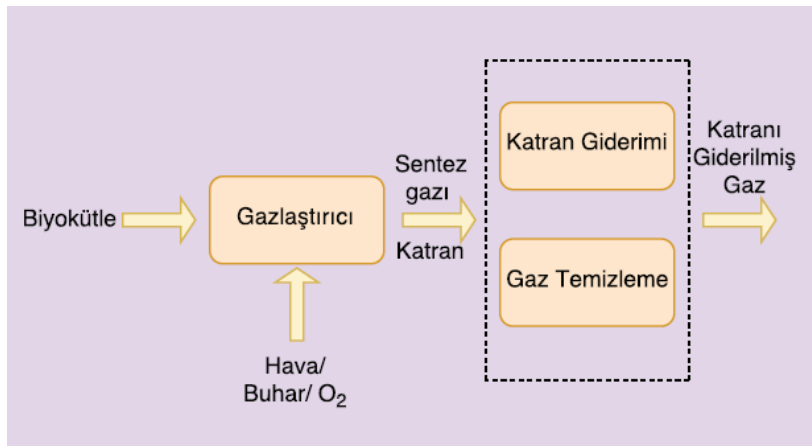 Biyokütle
Gazlaştırıcı
Hava/
Buhar/ O₂
Sentez
gazı
Katran
Katran Giderimi
Gaz Temizleme
Katranı
Giderilmiş
Gaz